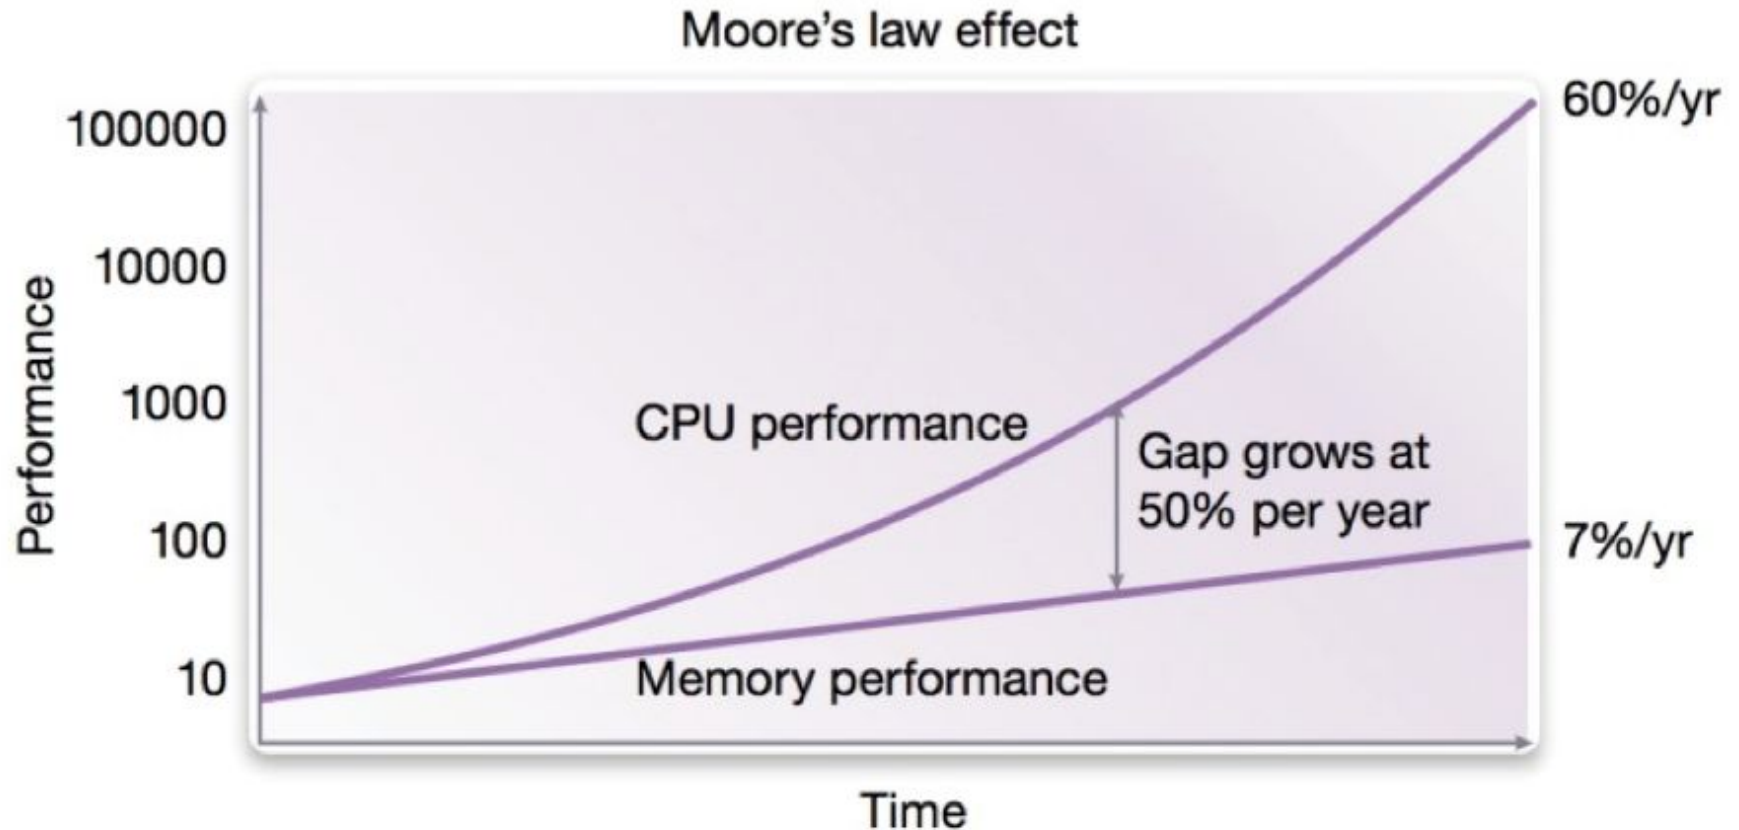 Moore’s law effect
100000
10000
1000
100
10
Performance
60%/yr
CPU performance
Gap grows at
50% per year
7%/yr
Memory performance
Time